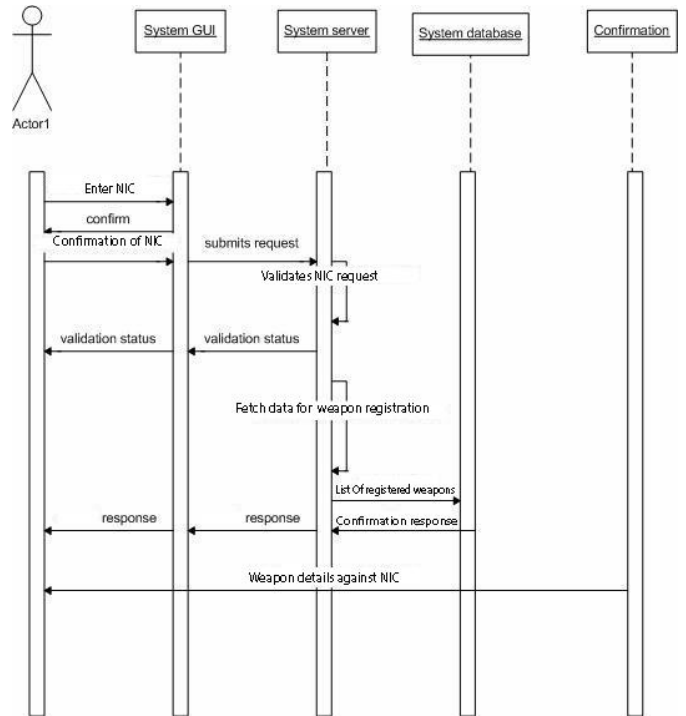 System GUI
System server
System database
Confirmation
Actor1
Enter NIC
confirm
Confirmation of NIC
submits request
Validates NIC request
validation status
validation status
Fetch data for weapon registration
List Of registered weapons
response
response
Confirmation response
Weapon details against NIC